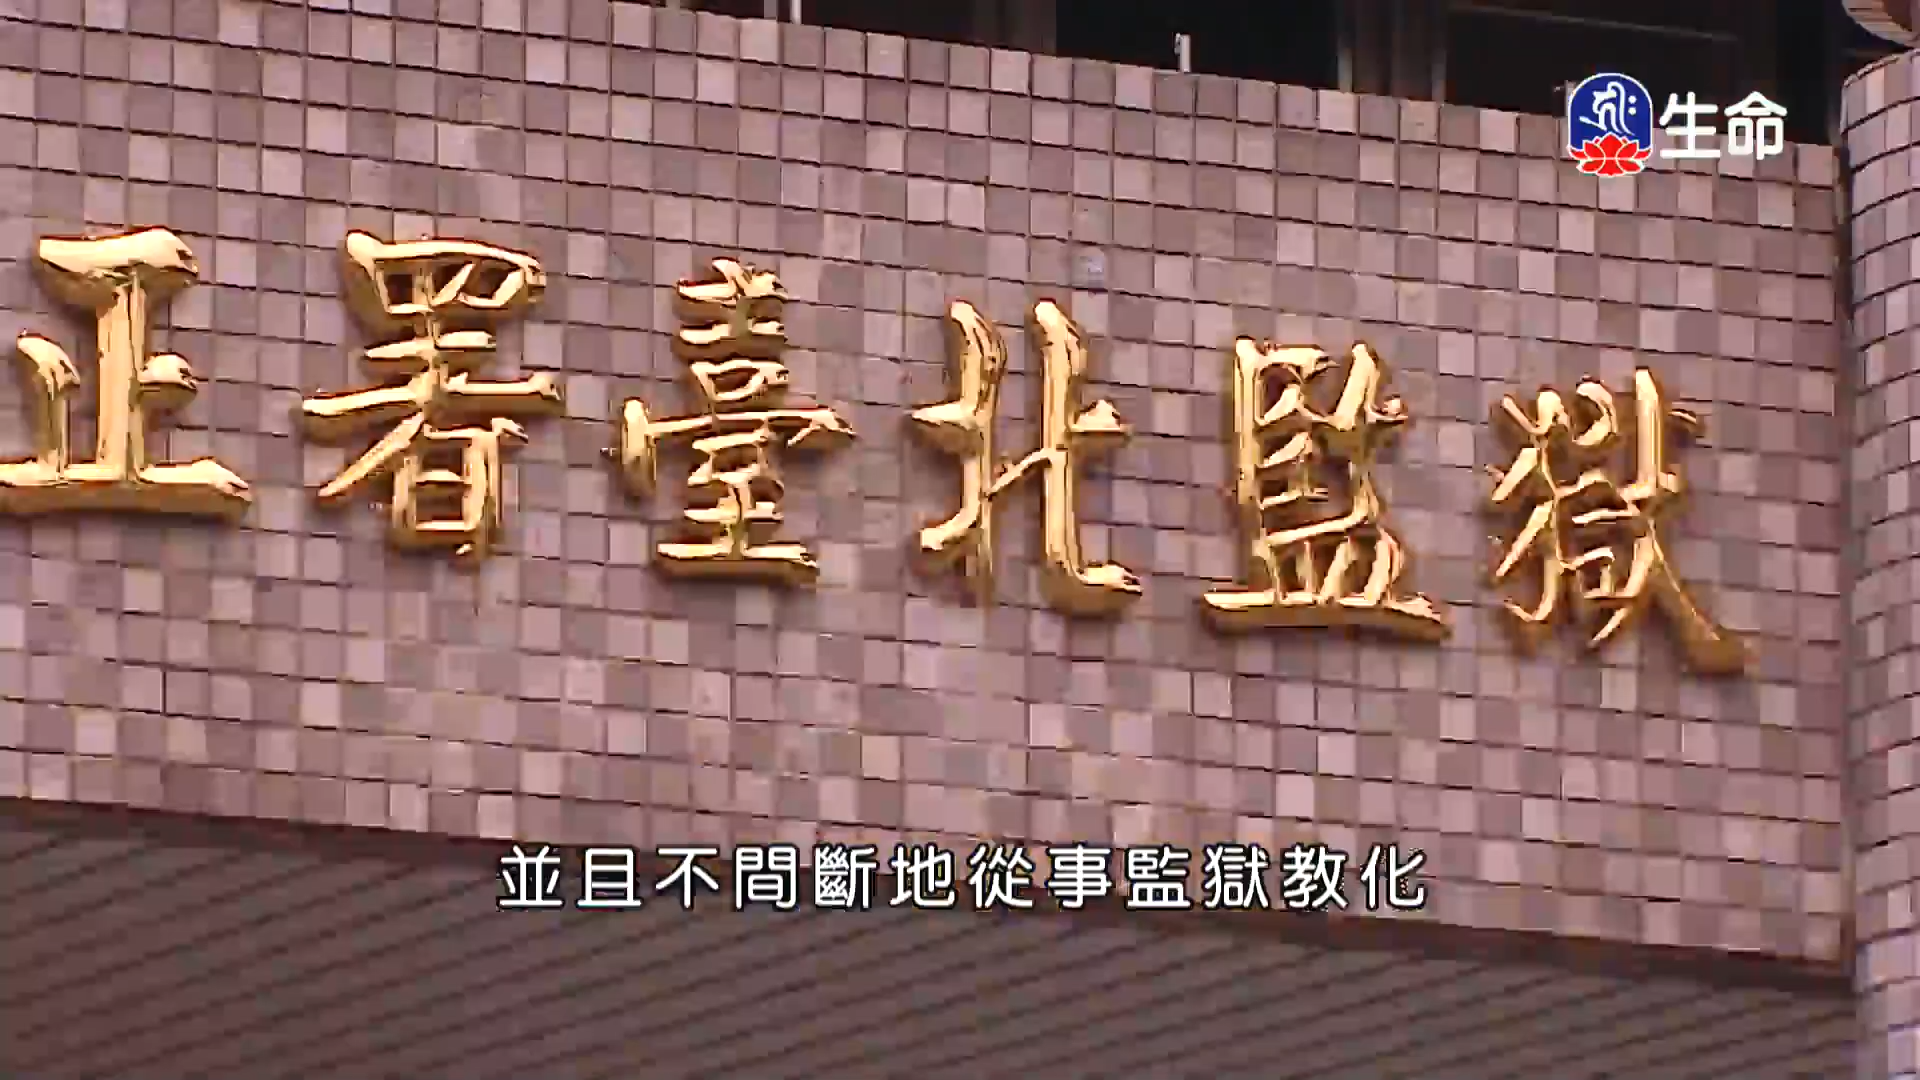 生命
正署臺北監獄
並且不間斷地從事監獄教化